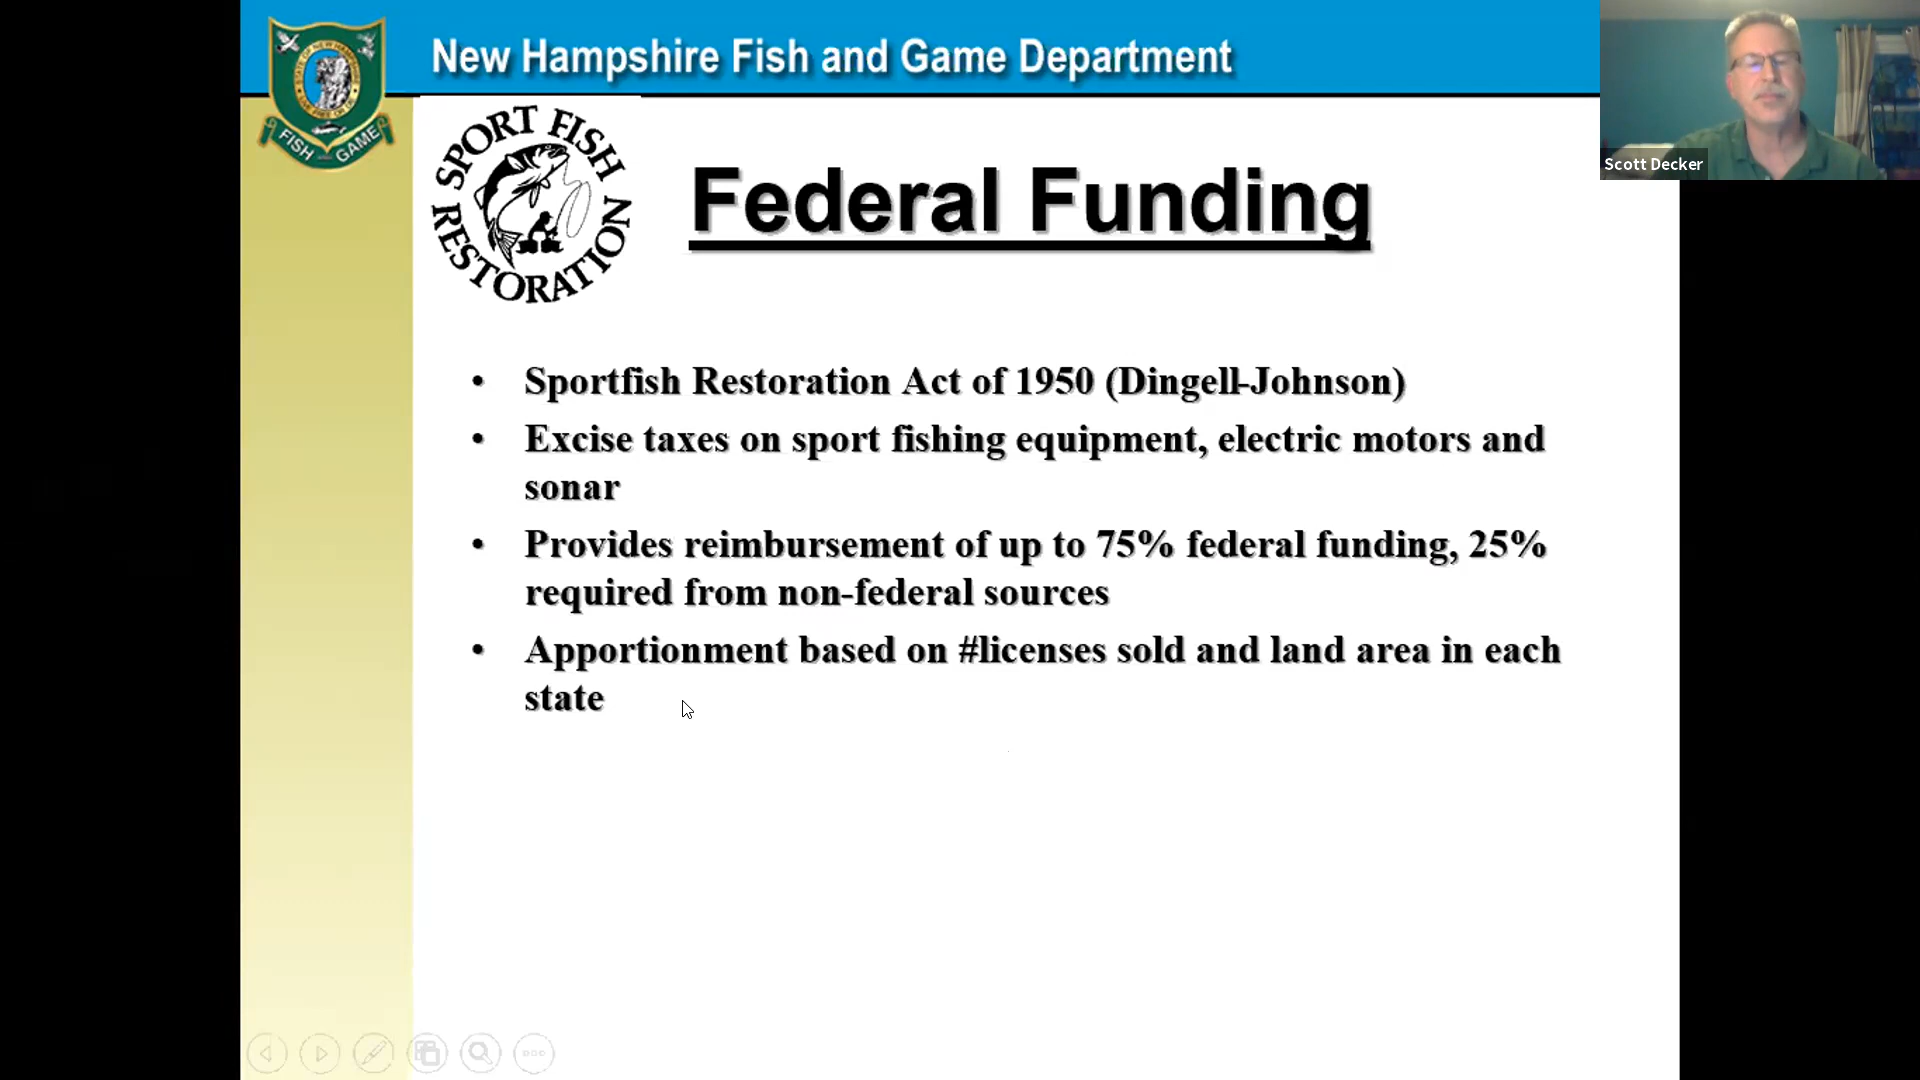 New Hampshire Fish and Game Department
FISH AND GAME
SPORT FISH
RESTORATION
Federal Funding
Scott Decker
• Sportfish Restoration Act of 1950 (Dingell-Johnson)
• Excise taxes on sport fishing equipment, electric motors and
sonar
• Provides reimbursement of up to 75% federal funding, 25%
required from non-federal sources
• Apportionment based on #licenses sold and land area in each
state